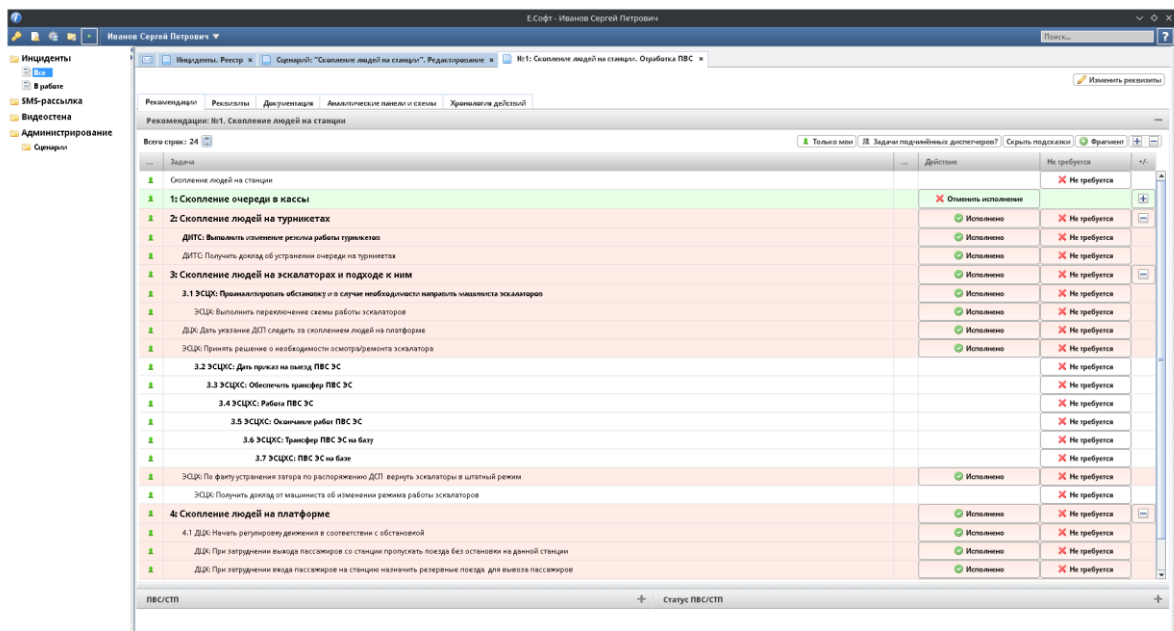 Е.Софт - Иванов Сергей Петрович
Иванов Сергей Петрович ▼
Поиск...
?
Инциденты
Все
В работе
SMS-рассылка
Видеостена
Администрирование
Сценарии
Инциденты. Реестр ×
Сценарий: "Скопление людей на станции". Редактирование ×
№1: Скопление людей на станции. Отработка ПВС ×
Изменить реквизиты
Рекомендации Реквизиты Документация Аналитические панели и схемы Хронология действий
Рекомендации: №1, Скопление людей на станции
Всего строк: 24
Только мои Задачи подчинённых диспетчеров? Скрыть подсказки Фрагмент
... Задача ... Действие Не требуется +/-
Скопление людей на станции Не требуется
1: Скопление очереди в кассы Отменить исполнение
2: Скопление людей на турникетах Исполнено Не требуется
ДИТС: Выполнить изменение режима работы турникетов Исполнено Не требуется
ДИТС: Получить доклад об устранении очереди на турникетах Исполнено Не требуется
3: Скопление людей на эскалаторах и подходе к ним Исполнено Не требуется
3.1 ЭСЦХ: Проанализировать обстановку и в случае необходимости направить машиниста эскалаторов Исполнено Не требуется
ЭСЦХ: Выполнить переключение схемы работы эскалаторов Исполнено Не требуется
ДЦХ: Дать указание ДСП следить за скоплением людей на платформе Исполнено Не требуется
ЭСЦХ: Принять решение о необходимости осмотра/ремонта эскалатора Исполнено Не требуется
3.2 ЭСЦХС: Дать приказ на выезд ПВС ЭС Не требуется
3.3 ЭСЦХС: Обеспечить трансфер ПВС ЭС Не требуется
3.4 ЭСЦХС: Работа ПВС ЭС Не требуется
3.5 ЭСЦХС: Окончание работ ПВС ЭС Не требуется
3.6 ЭСЦХС: Трансфер ПВС ЭС на базу Не требуется
3.7 ЭСЦХС: ПВС ЭС на базе Не требуется
ЭСЦХ: По факту устранения затора по распоряжению ДСП вернуть эскалаторы в штатный режим Исполнено Не требуется
ЭСЦХ: Получить доклад от машиниста об изменении режима работы эскалаторов Не требуется
4: Скопление людей на платформе Исполнено Не требуется
4.1 ДЦХ: Начать регулировку движения в соответствии с обстановкой Исполнено Не требуется
ДЦХ: При затруднении выхода пассажиров со станции пропускать поезда без остановки на данной станции Исполнено Не требуется
ДЦХ: При затруднении входа пассажиров на станцию назначить резервные поезда для вывоза пассажиров Исполнено Не требуется
ПВС/СТП Статус ПВС/СТП